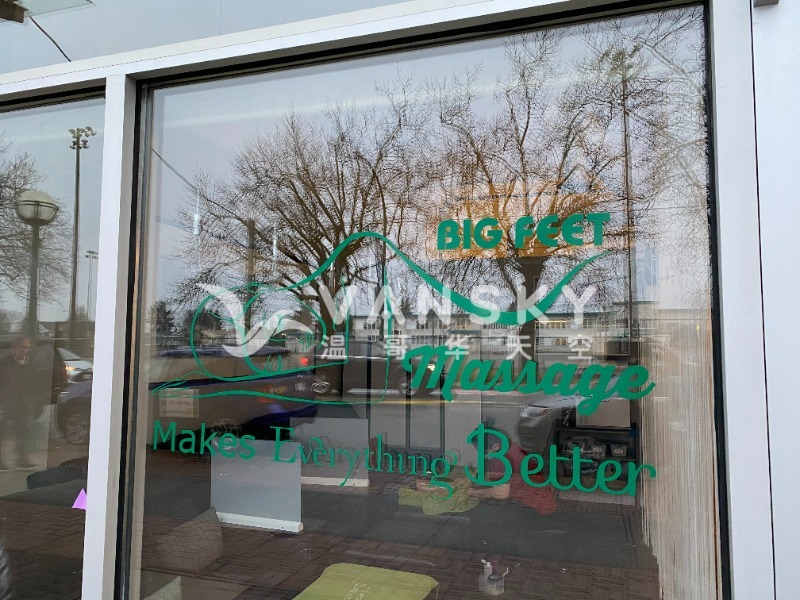 BIG FEET
VANSKY
温哥华天空
Massage
Makes Everything Better